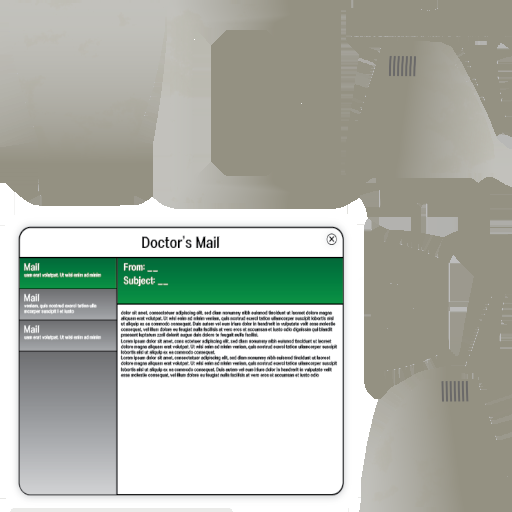 Doctor's Mail
Mail
eam erat volutpat. Ut wisi enim ad minim
Mail
veniam, quis nostrud exerci tation ullo
orcorper suscipit l et iusto
Mail
eam erat volutpat. Ut wisi enim ad minim
From: __
Subject: __
dolor sit amet, consectetuer adipiscing elit, sed diam nonummy nibh euismod tincidunt ut laoreet dolore magna
aliquam erat volutpat. Ut wisi enim ad minim veniam, quis nostrud exerci tation ullamcorper suscipit lobortis nisl
ut aliquip ex ea commodo consequat. Duis autem vel eum iriure dolor in hendrerit in vulputate velit esse molestie
consequat, vel illum dolore eu feugiat nulla facilisis at vero eros et accumsan et iusto odio dignissim qui blandit
praesent luptatum zzril delenit augue duis dolore te feugait nulla facilisi.
Lorem ipsum dolor sit amet, cons ectetuer adipiscing elit, sed diam nonummy nibh euismod tincidunt ut laoreet
dolore magna aliquam erat volutpat. Ut wisi enim ad minim veniam, quis nostrud exerci tation ullamcorper suscipit
lobortis nisl ut aliquip ex ea commodo consequat.
Lorem ipsum dolor sit amet, consectetuer adipiscing elit, sed diam nonummy nibh euismod tincidunt ut laoreet
dolore magna aliquam erat volutpat. Ut wisi enim ad minim veniam, quis nostrud exerci tation ullamcorper suscipit
lobortis nisl ut aliquip ex ea commodo consequat. Duis autem vel eum iriure dolor in hendrerit in vulputate velit
esse molestie consequat, vel illum dolore eu feugiat nulla facilisis at vero eros et accumsan et iusto odio